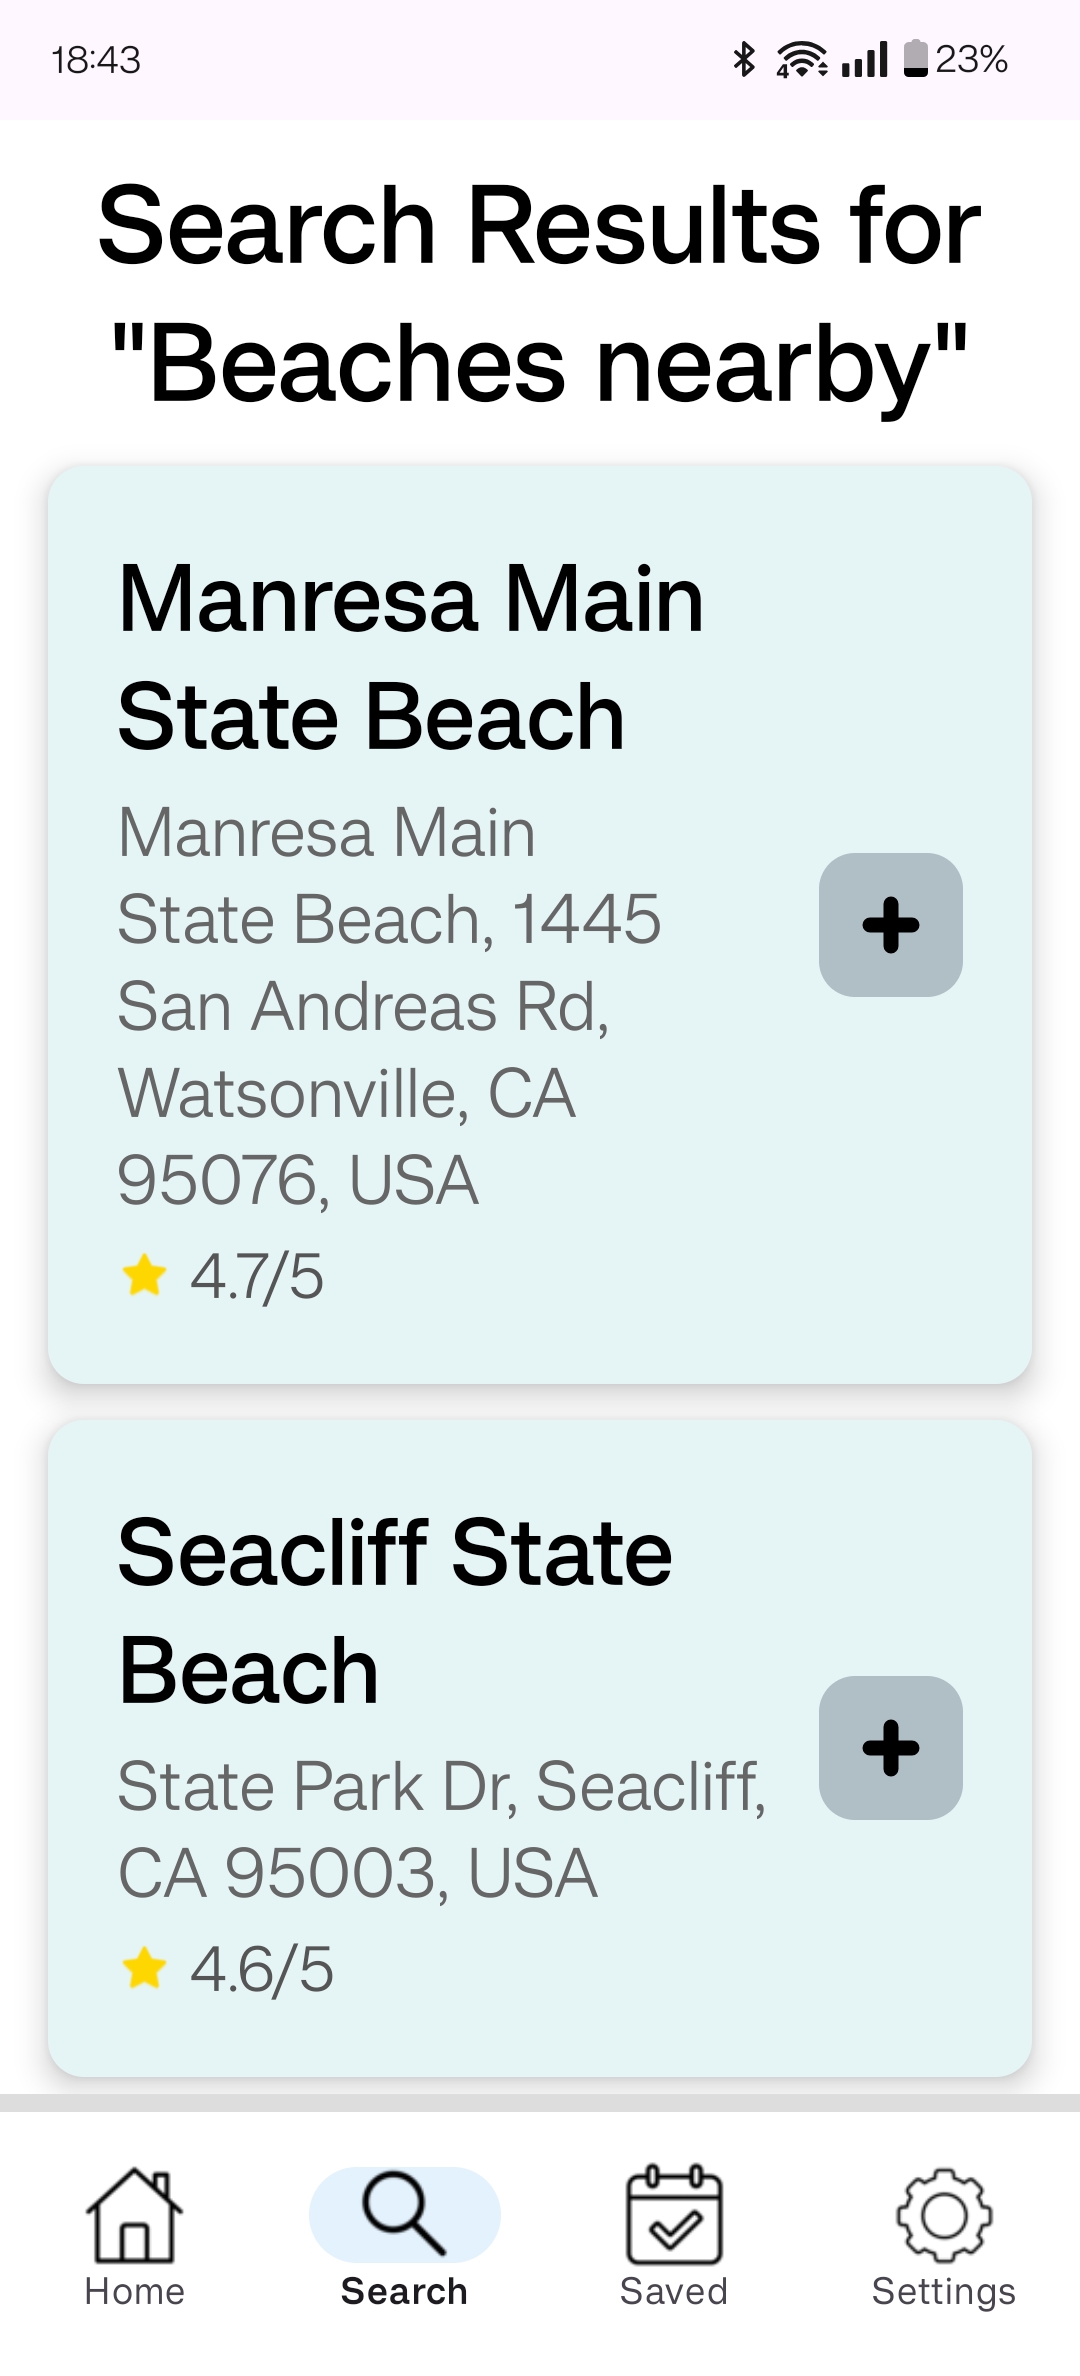 18:43
4
23%
Search Results for
"Beaches nearby"
Manresa Main
State Beach
Manresa Main
State Beach, 1445
San Andreas Rd,
Watsonville, CA
95076, USA
4.7/5
Seacliff State
Beach
State Park Dr, Seacliff,
CA 95003, USA
4.6/5
Home
Search
Saved
Settings